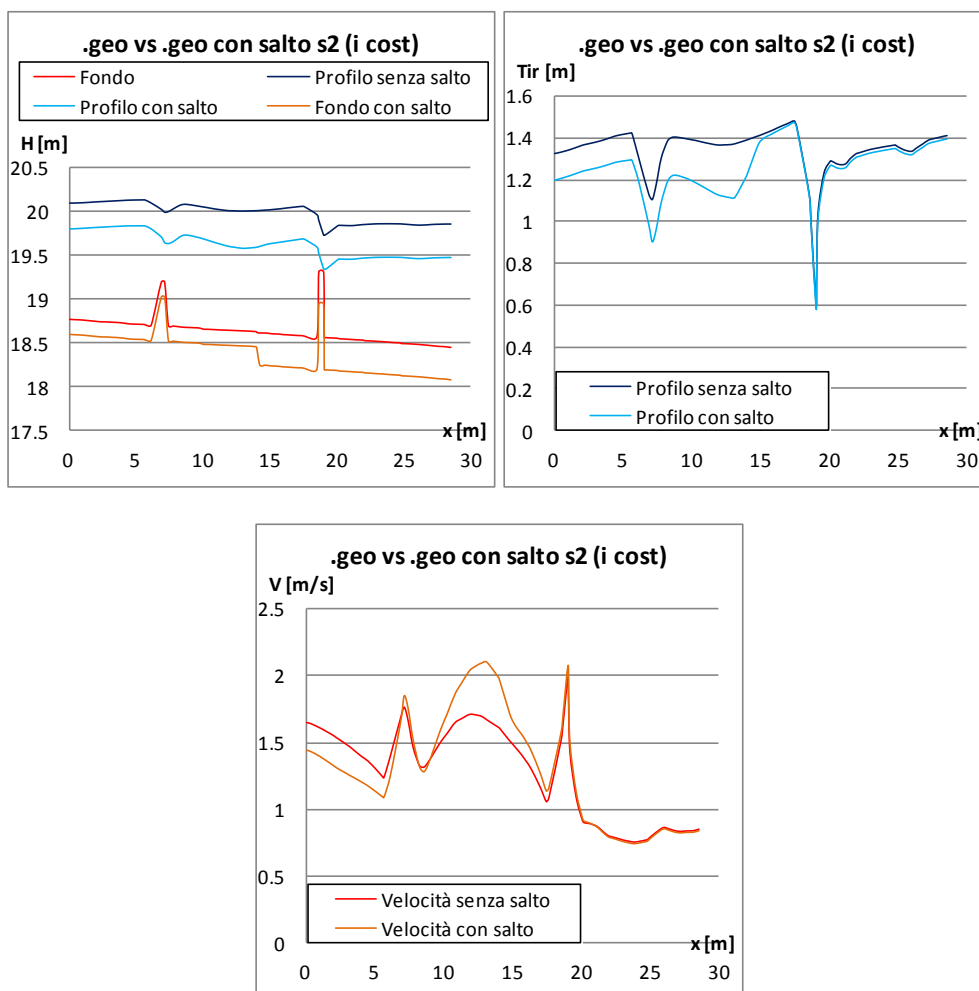 .geo vs .geo con salto s2 (i cost)
Fondo Profilo senza salto
Profilo con salto Fondo con salto
H [m]
20.5
20
19.5
19
18.5
18
17.5
x [m]
0 5 10 15 20 25 30
.geo vs .geo con salto s2 (i cost)
Tir [m]
1.6
1.4
1.2
1
0.8
0.6
0.4
0.2
0
Profilo senza salto
Profilo con salto
x [m]
0 5 10 15 20 25 30
.geo vs .geo con salto s2 (i cost)
V [m/s]
2.5
2
1.5
1
0.5
0
Velocità senza salto
Velocità con salto
x [m]
0 5 10 15 20 25 30